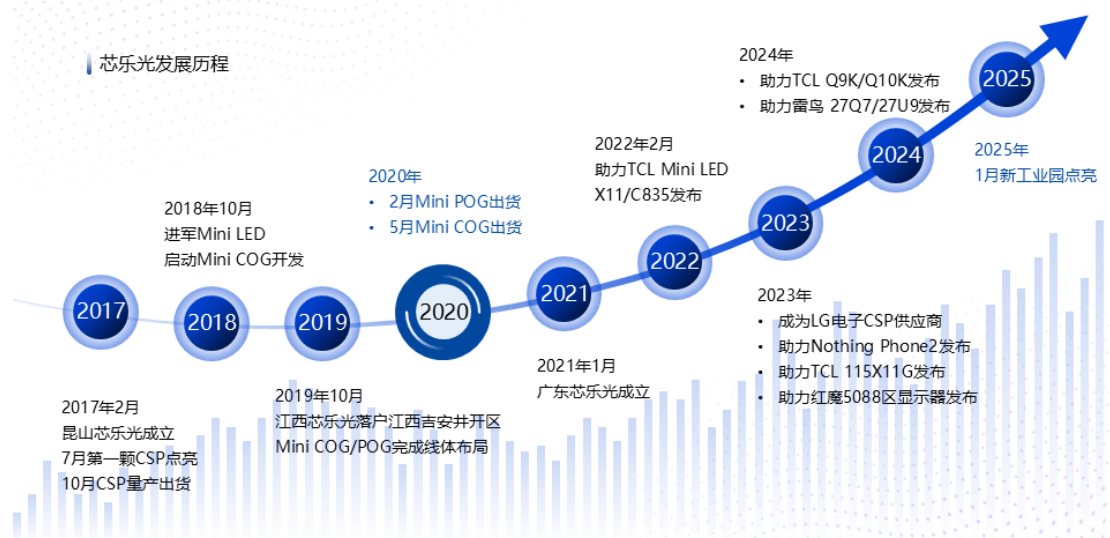 芯乐光发展历程
2017
2017年2月
昆山芯乐光成立
7月第一颗CSP点亮
10月CSP量产出货
2018年10月
进军Mini LED
启动Mini COG开发
2018
2019
2019年10月
江西芯乐光落户江西吉安井开区
Mini COG/POG完成线体布局
2020年
• 2月Mini POG出货
• 5月Mini COG出货
2020
2021
2021年1月
广东芯乐光成立
2022年2月
助力TCL Mini LED
X11/C835发布
2022
2023
2023年
• 成为LG电子CSP供应商
• 助力Nothing Phone2发布
• 助力TCL 115X11G发布
• 助力红魔5088区显示器发布
2024年
• 助力TCL Q9K/Q10K发布
• 助力雷鸟 27Q7/27U9发布
2024
2025
2025年
1月新工业园点亮